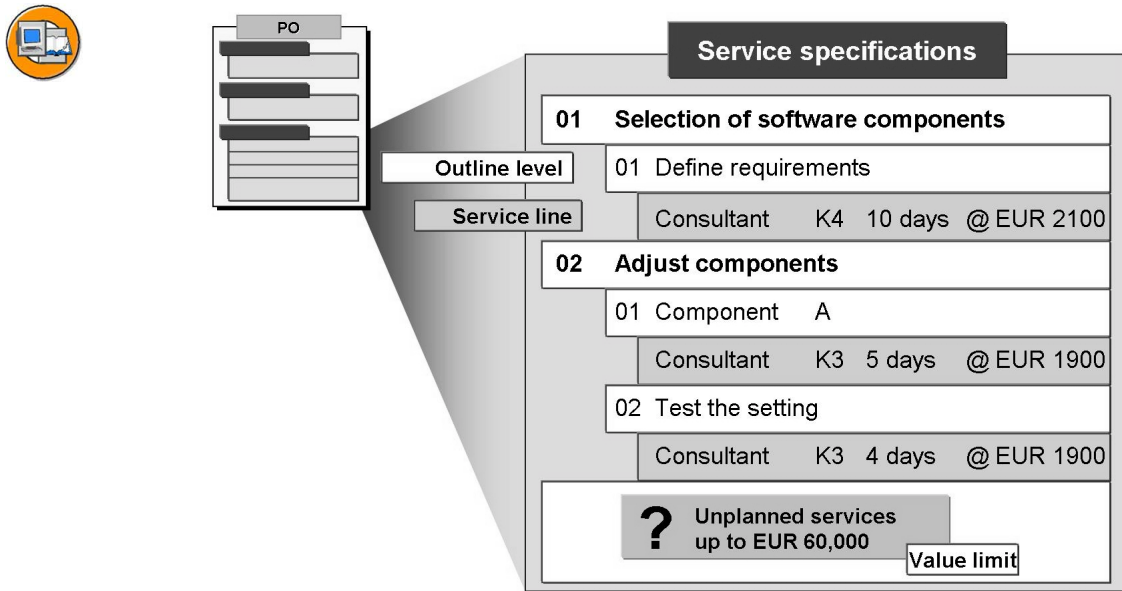 PO
Service specifications
01 Selection of software components
Outline level
01 Define requirements
Service line
Consultant K4 10 days @ EUR 2100
02 Adjust components
01 Component A
Consultant K3 5 days @ EUR 1900
02 Test the setting
Consultant K3 4 days @ EUR 1900
? Unplanned services
up to EUR 60,000
Value limit